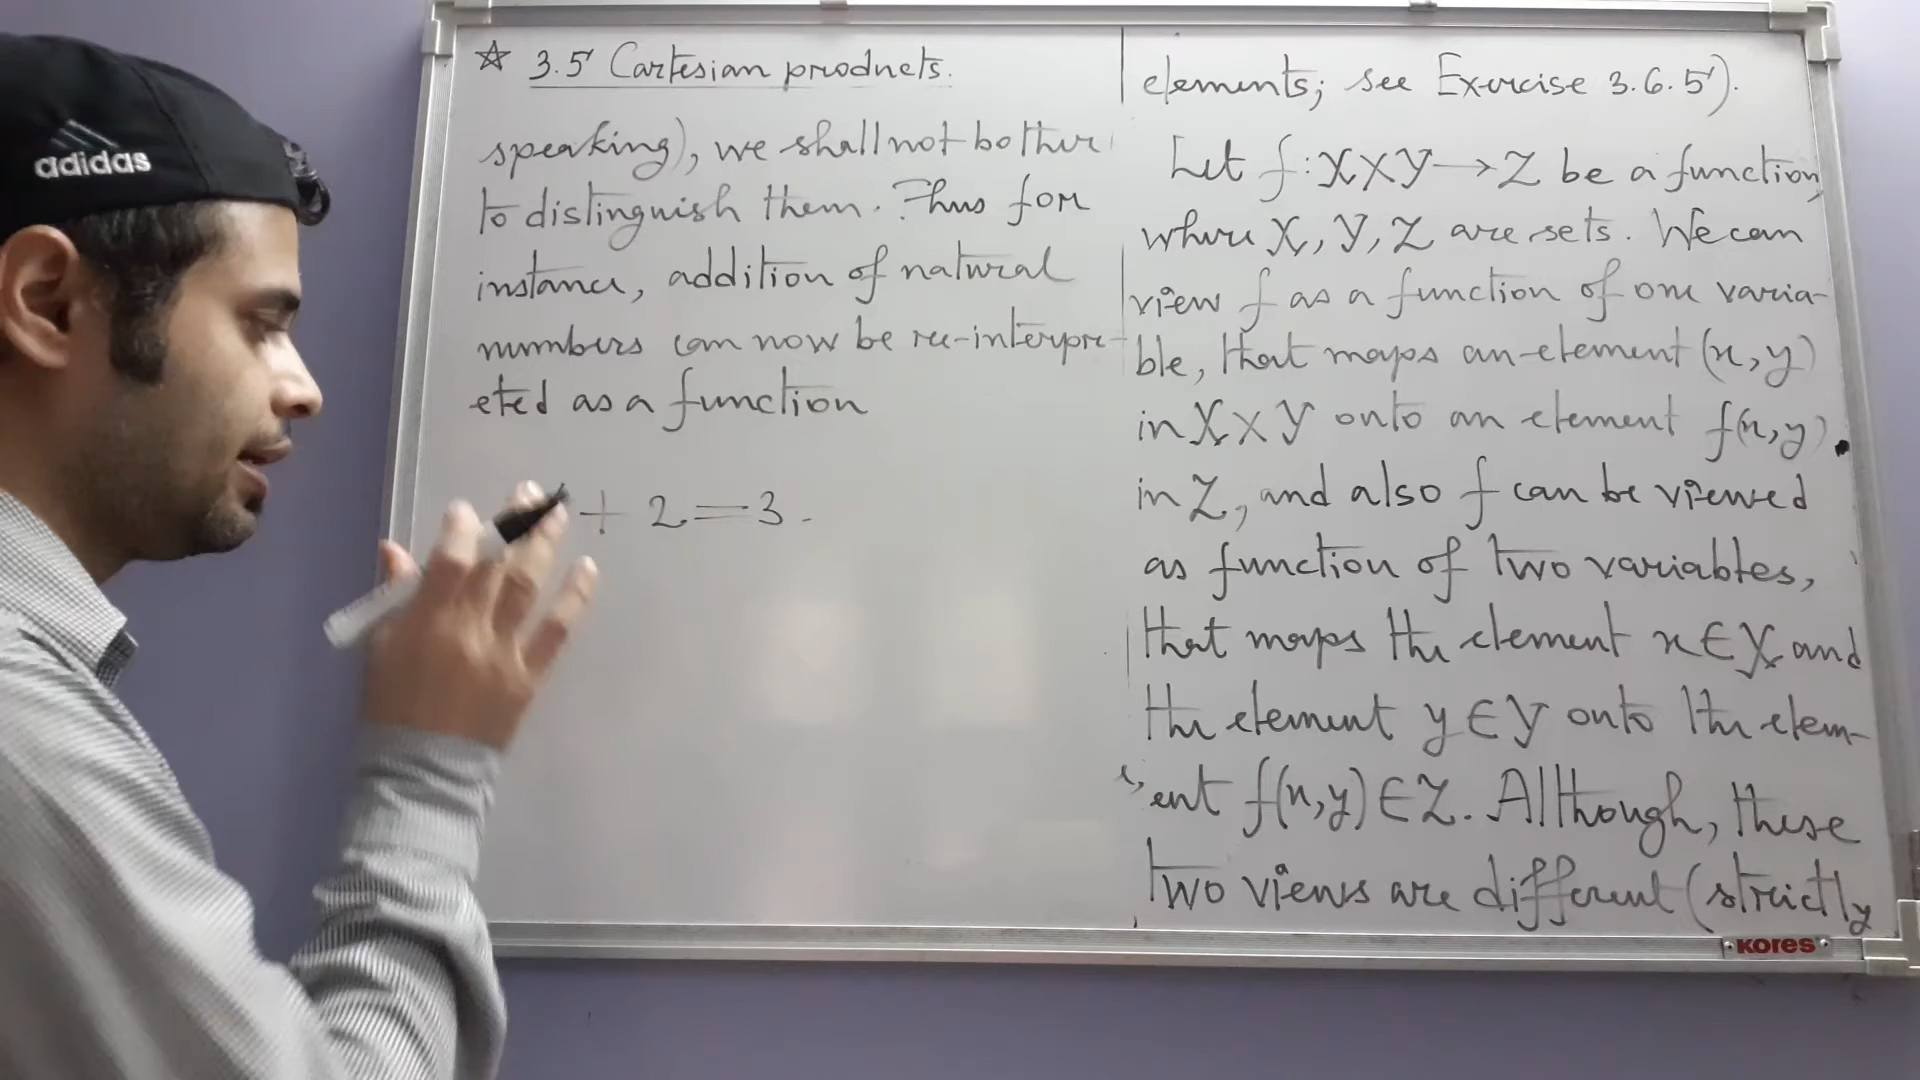 ☆ 3.5 Cartesian products.
speaking), we shall not bother
to distinguish them. Thus for
instance, addition of natural
numbers can now be re-interpre-
eted as a function
+ 2 = 3.
elements; see Exercise 3.6.5).
Let f: X×Y→Z be a function,
where X, Y, Z are sets. We can
view f as a function of one varia-
ble, that maps an element (x, y)
in X×Y onto an element f(x, y)
in Z, and also f can be viewed
as function of two variables,
that maps the element x∈X and
the element y∈Y onto the elem-
ent f(x,y)∈Z. Although, these
two views are different (strictly
adidas
KORES